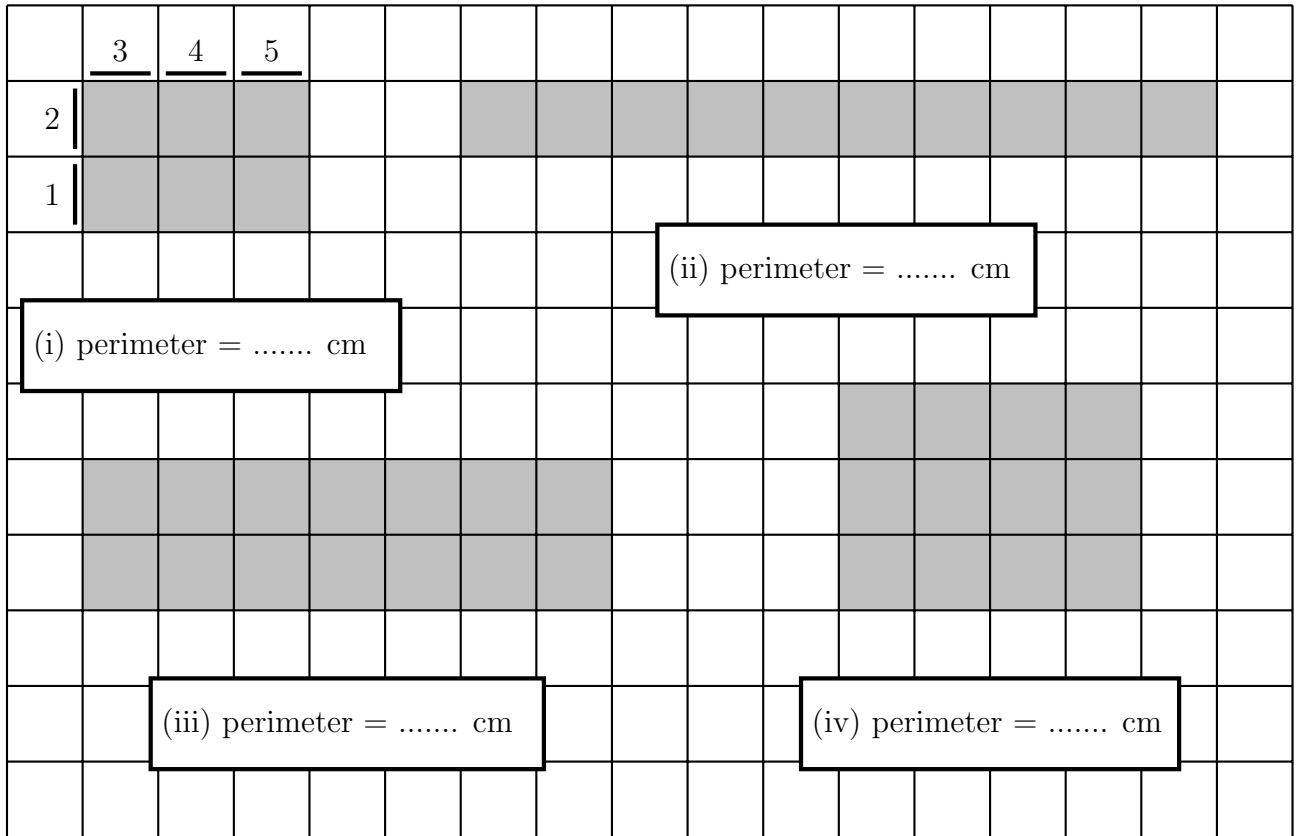 3 4 5
2
1
(ii) perimeter = ....... cm
(i) perimeter = ....... cm
(iii) perimeter = ....... cm
(iv) perimeter = ....... cm